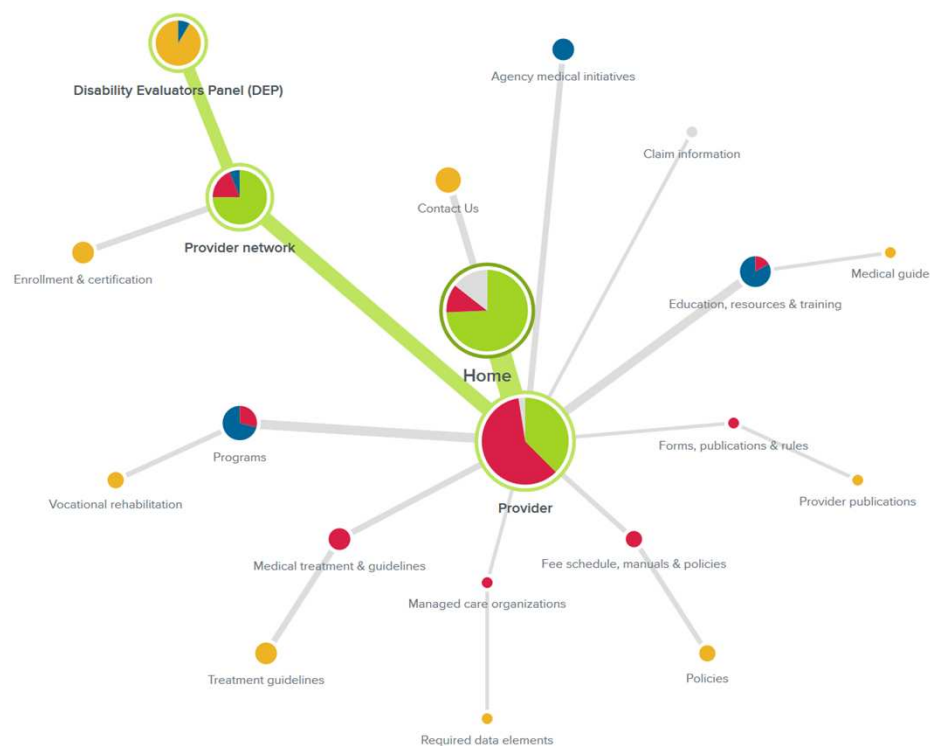 Disability Evaluators Panel (DEP)
Agency medical initiatives
Claim information
Contact Us
Provider network
Enrollment & certification
Medical guide
Education, resources & training
Home
Programs
Forms, publications & rules
Vocational rehabilitation
Provider publications
Provider
Medical treatment & guidelines
Fee schedule, manuals & policies
Managed care organizations
Treatment guidelines
Policies
Required data elements